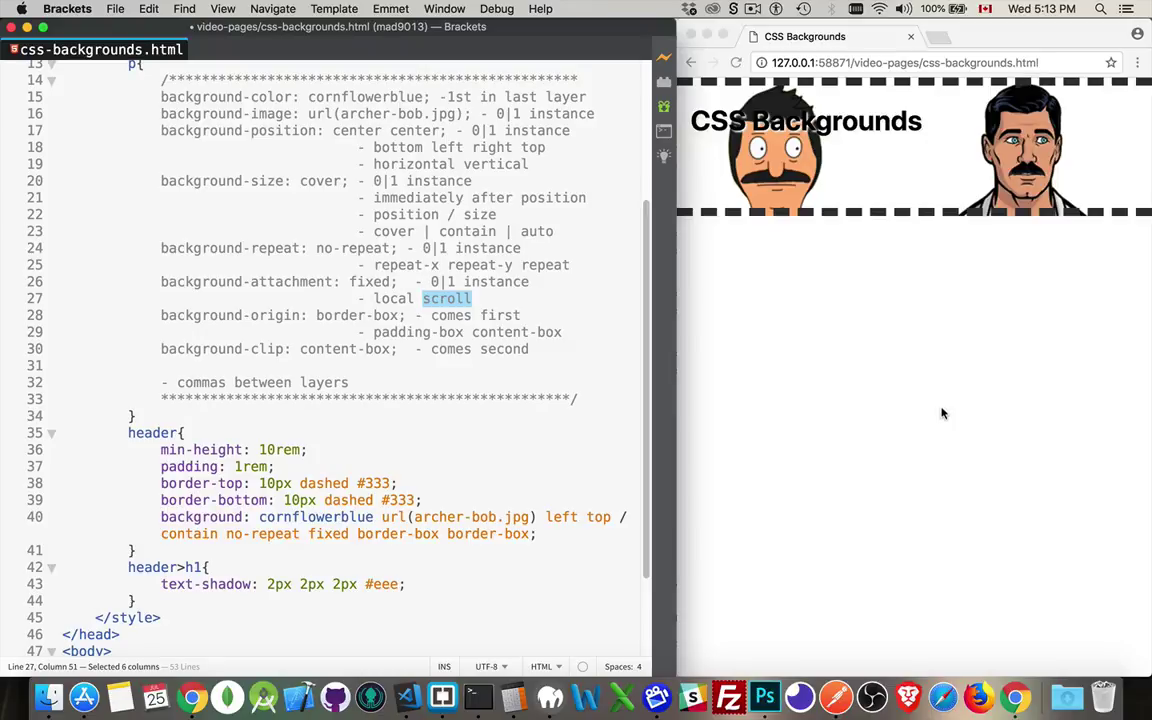 Brackets File Edit Find View Navigate Template Emmet Window Debug Help 100% Wed 5:13 PM
• video-pages/css-backgrounds.html (mad9013) — Brackets
css-backgrounds.html
CSS Backgrounds
127.0.0.1:58871/video-pages/css-backgrounds.html
13 p{
14 /**************************************************
15 background-color: cornflowerblue; -1st in last layer
16 background-image: url(archer-bob.jpg); - 0|1 instance
17 background-position: center center; - 0|1 instance
18 - bottom left right top
19 - horizontal vertical
20 background-size: cover; - 0|1 instance
21 - immediately after position
22 - position / size
23 - cover | contain | auto
24 background-repeat: no-repeat; - 0|1 instance
25 - repeat-x repeat-y repeat
26 background-attachment: fixed; - 0|1 instance
27 - local scroll
28 background-origin: border-box; - comes first
29 - padding-box content-box
30 background-clip: content-box; - comes second
31
32 - commas between layers
33 **************************************************/
34 }
35 header{
36 min-height: 10rem;
37 padding: 1rem;
38 border-top: 10px dashed #333;
39 border-bottom: 10px dashed #333;
40 background: cornflowerblue url(archer-bob.jpg) left top /
contain no-repeat fixed border-box border-box;
41 }
42 header>h1{
43 text-shadow: 2px 2px 2px #eee;
44 }
45 </style>
46 </head>
47 <body>
CSS Backgrounds
Line 27, Column 51 — Selected 6 columns — 53 Lines INS UTF-8 HTML Spaces: 4